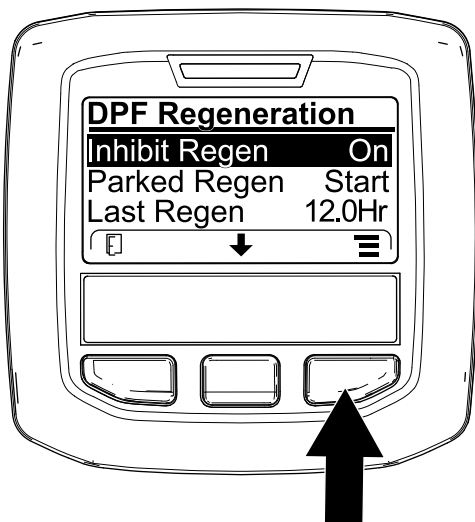 DPF Regeneration
Inhibit Regen On
Parked Regen Start
Last Regen 12.0Hr